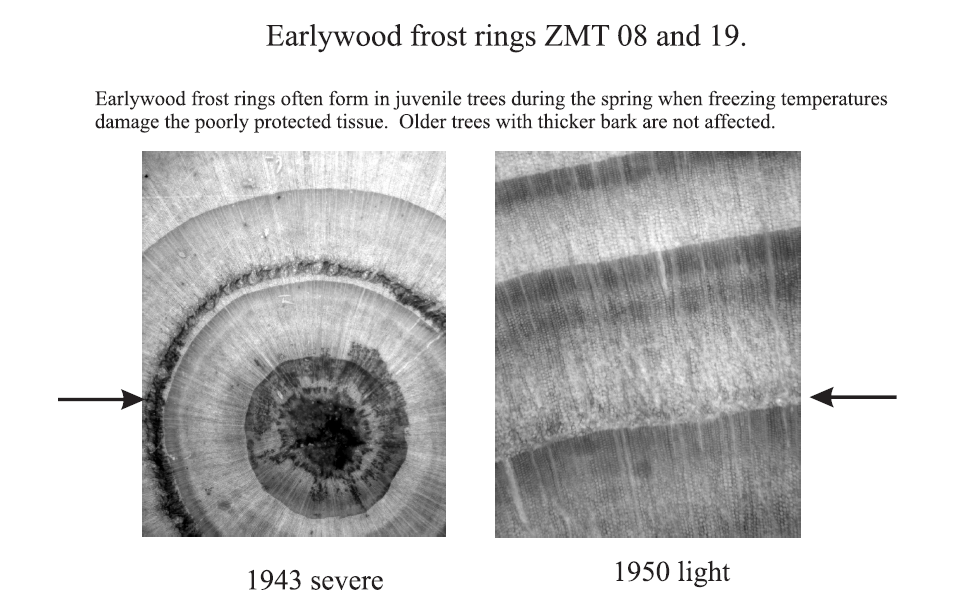 Earlywood frost rings ZMT 08 and 19.
Earlywood frost rings often form in juvenile trees during the spring when freezing temperatures
damage the poorly protected tissue. Older trees with thicker bark are not affected.
1943 severe
1950 light